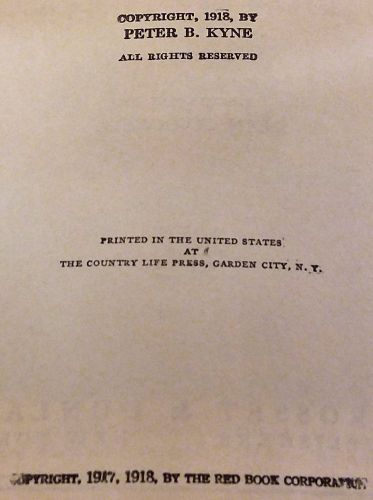 COPYRIGHT, 1918, BY
PETER B. KYNE
ALL RIGHTS RESERVED
PRINTED IN THE UNITED STATES
AT
THE COUNTRY LIFE PRESS, GARDEN CITY, N. Y.
COPYRIGHT, 1917, 1918, BY THE RED BOOK CORPORATION